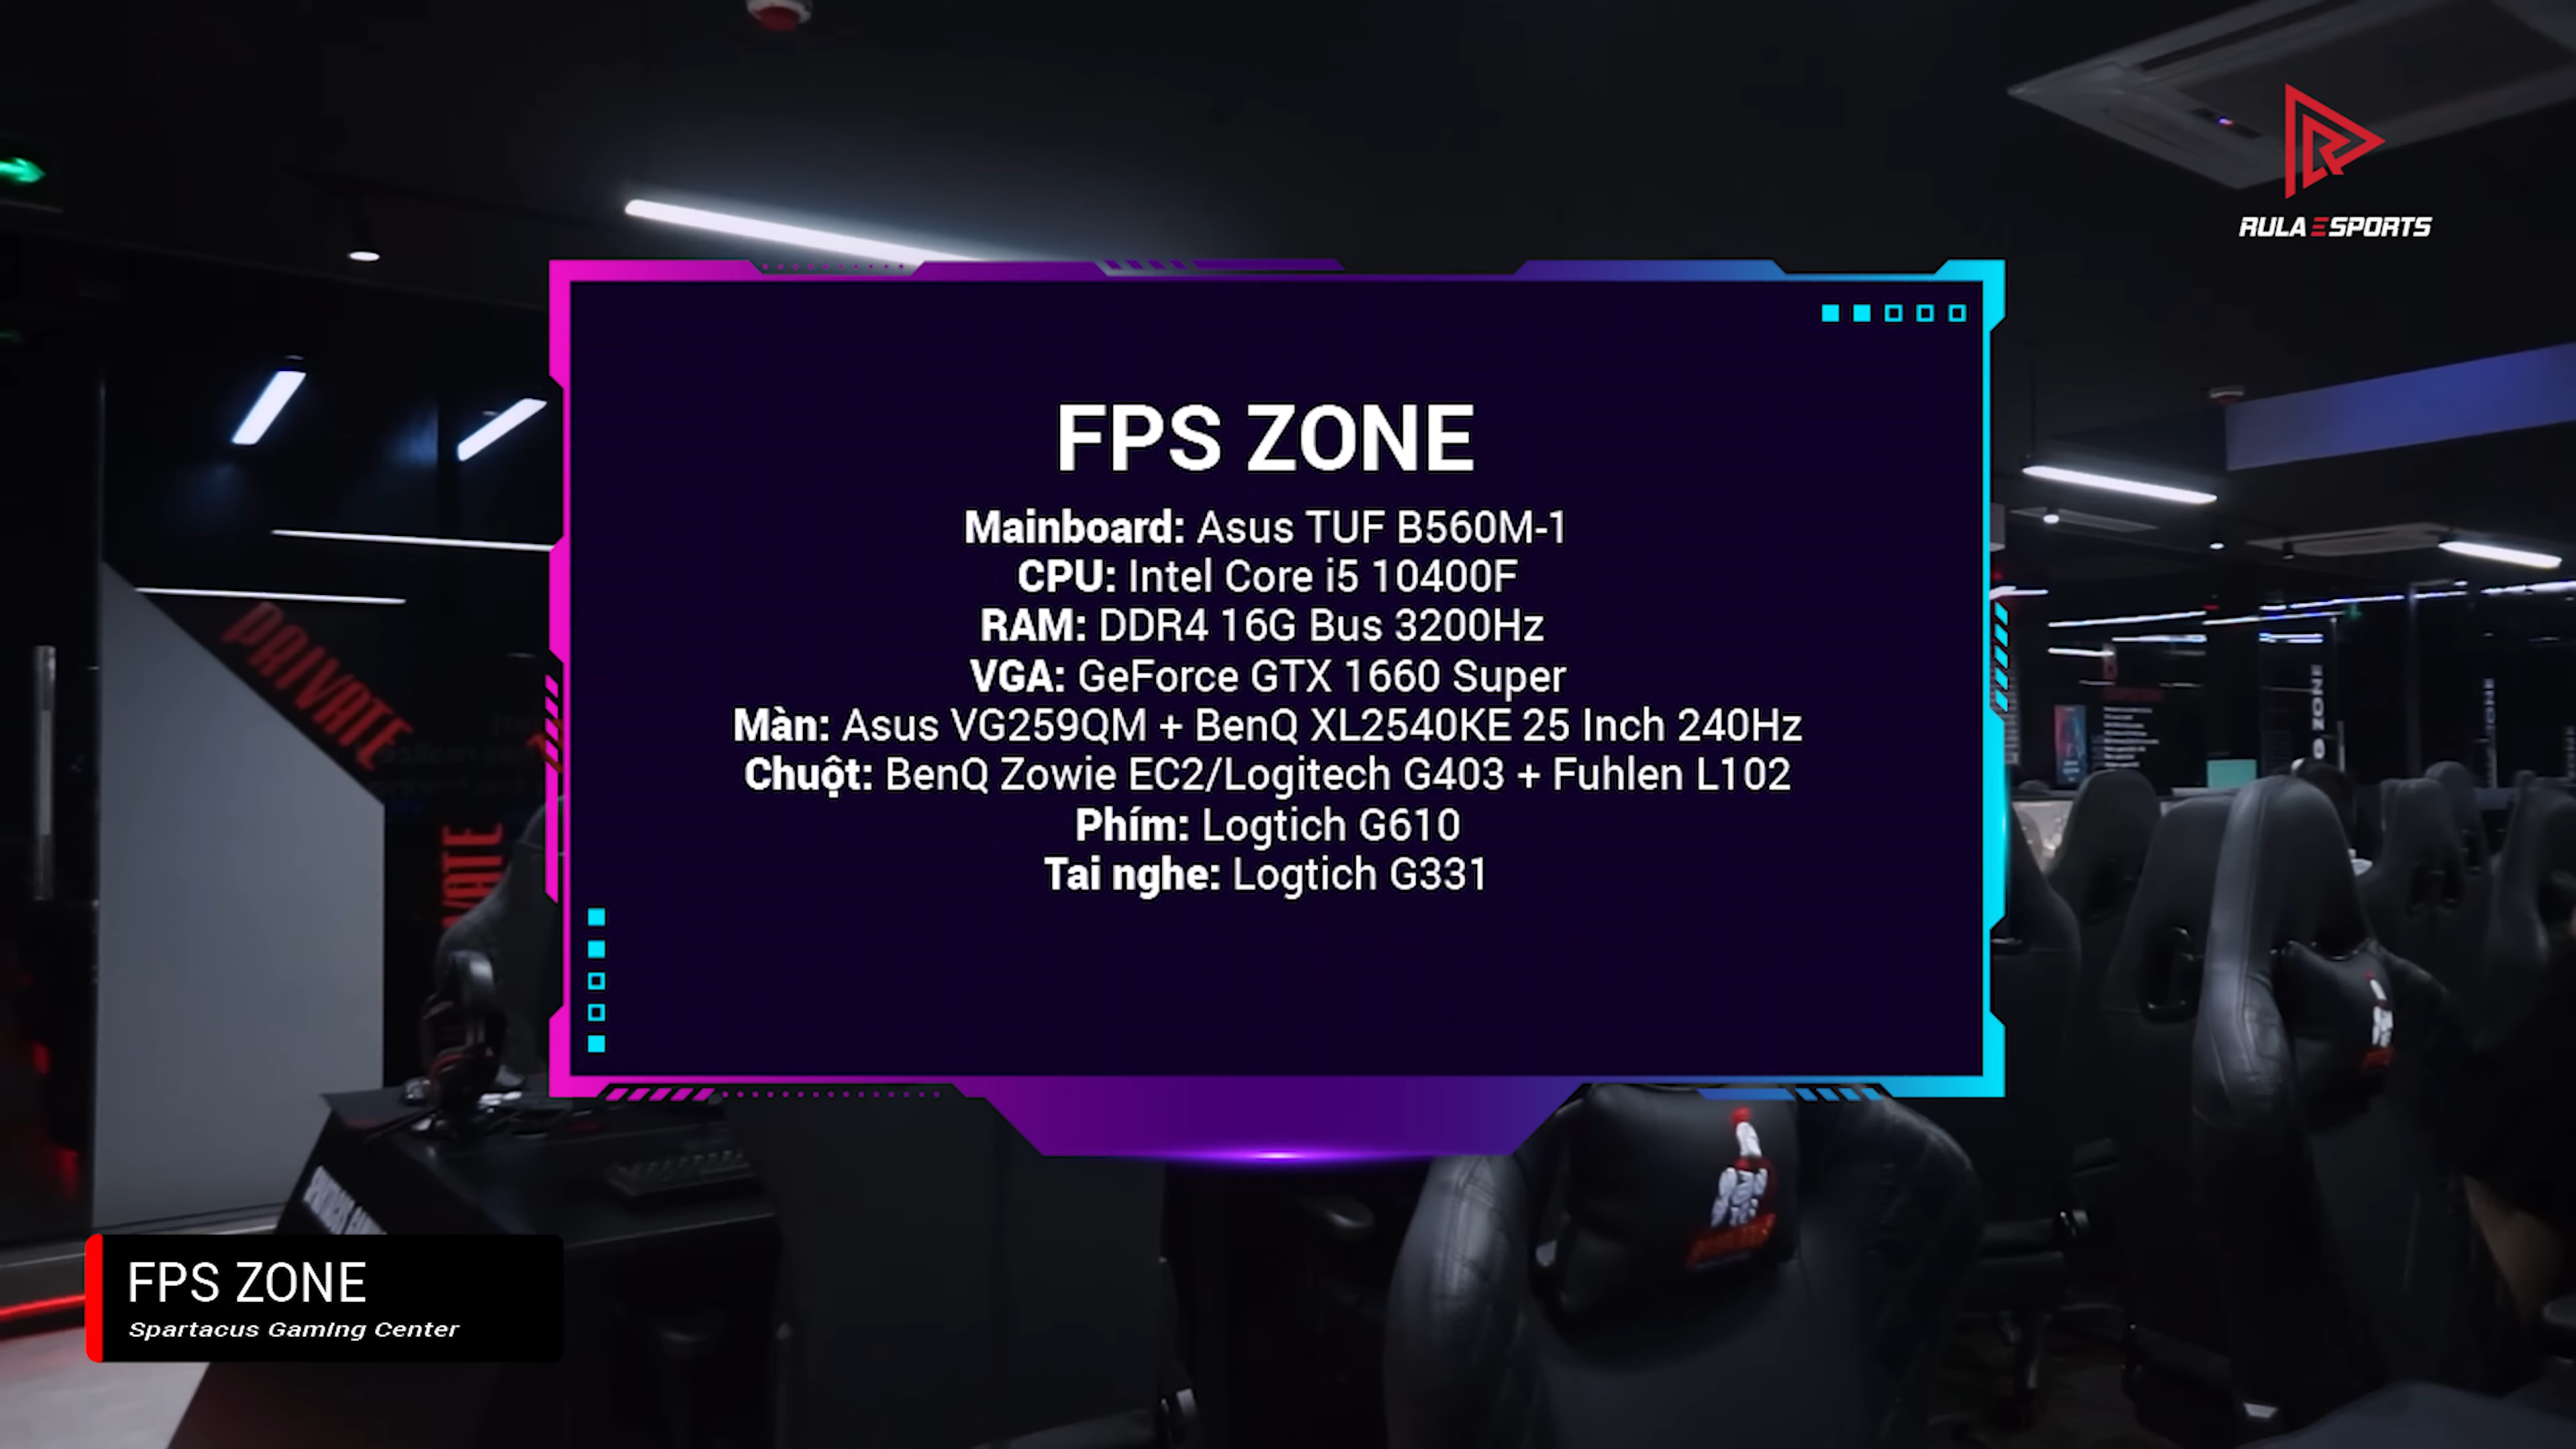 RULA ESPORTS
FPS ZONE
Mainboard: Asus TUF B560M-1
CPU: Intel Core i5 10400F
RAM: DDR4 16G Bus 3200Hz
VGA: GeForce GTX 1660 Super
Màn: Asus VG259QM + BenQ XL2540KE 25 Inch 240Hz
Chuột: BenQ Zowie EC2/Logitech G403 + Fuhlen L102
Phím: Logtich G610
Tai nghe: Logtich G331
PRIVATE
ZONE
FPS ZONE
Spartacus Gaming Center